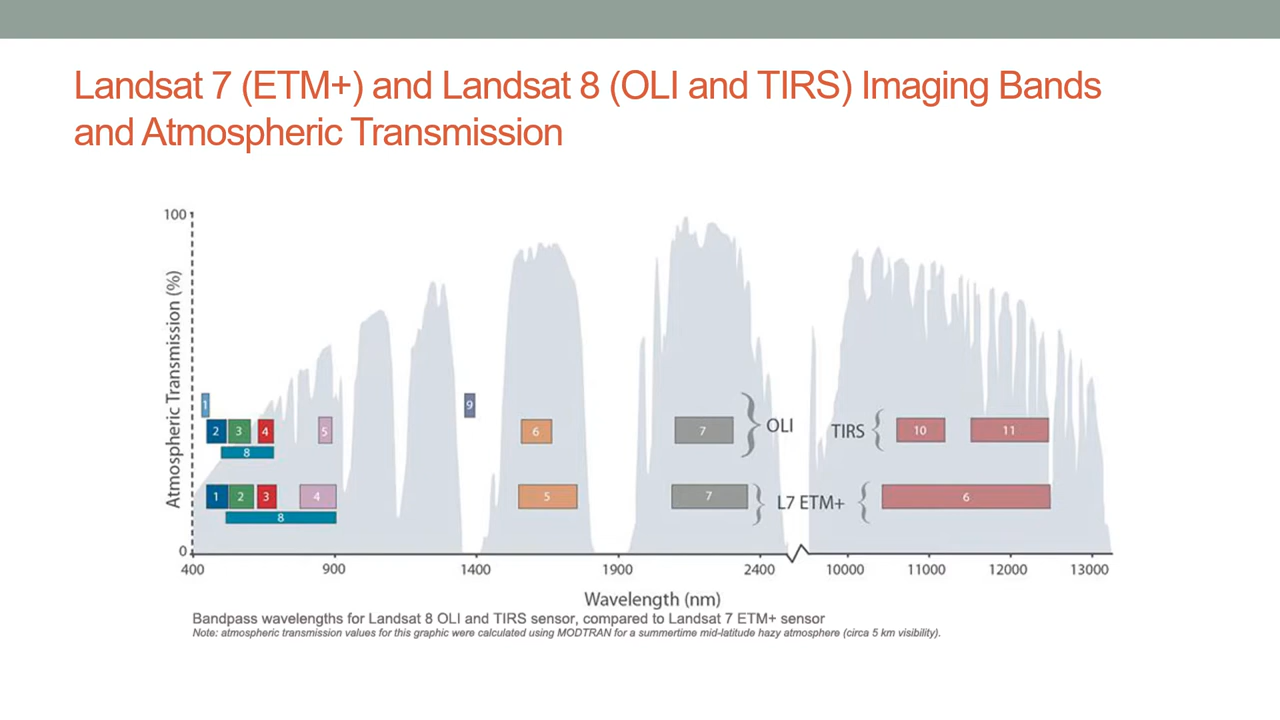 Landsat 7 (ETM+) and Landsat 8 (OLI and TIRS) Imaging Bands
and Atmospheric Transmission
100
Atmospheric Transmission (%)
1
9
2 3 4 5 6 7 OLI TIRS 10 11
8
1 2 3 4 5 7 L7 ETM+ 6
8
0
400 900 1400 1900 2400 10000 11000 12000 13000
Wavelength (nm)
Bandpass wavelengths for Landsat 8 OLI and TIRS sensor, compared to Landsat 7 ETM+ sensor
Note: atmospheric transmission values for this graphic were calculated using MODTRAN for a summertime mid-latitude hazy atmosphere (circa 5 km visibility).